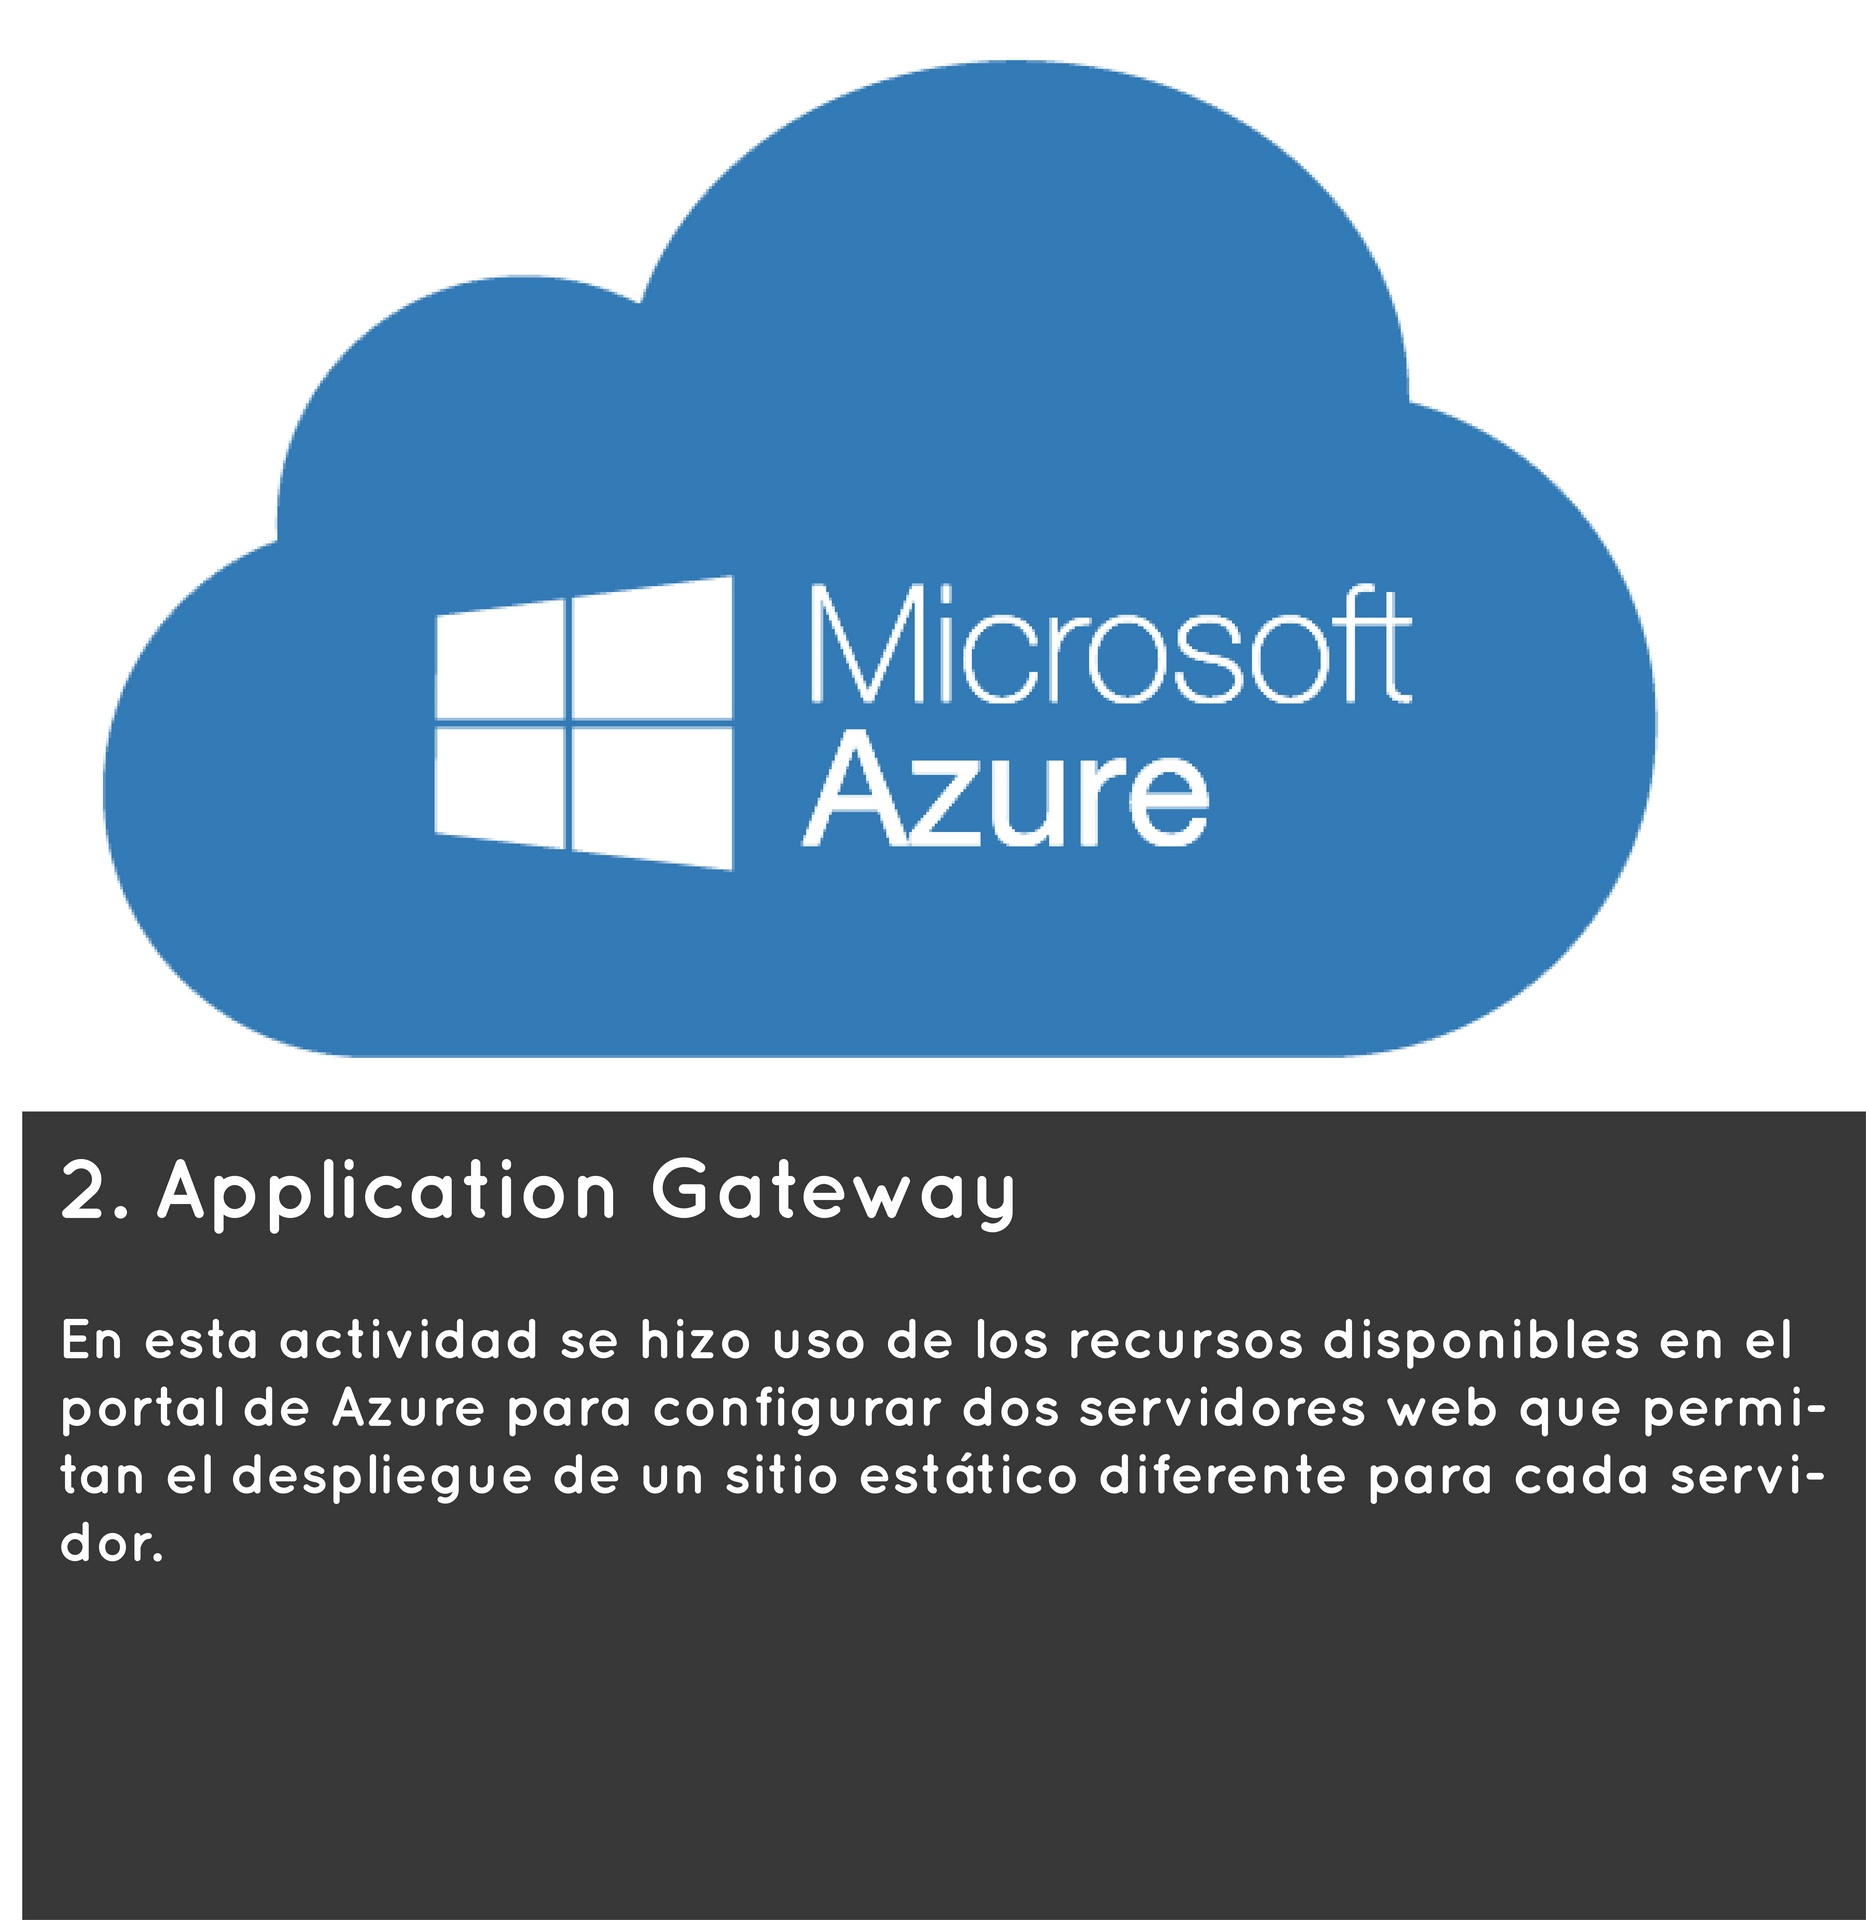 Microsoft
Azure
2. Application Gateway
En esta actividad se hizo uso de los recursos disponibles en el
portal de Azure para configurar dos servidores web que permi-
tan el despliegue de un sitio estático diferente para cada servi-
dor.